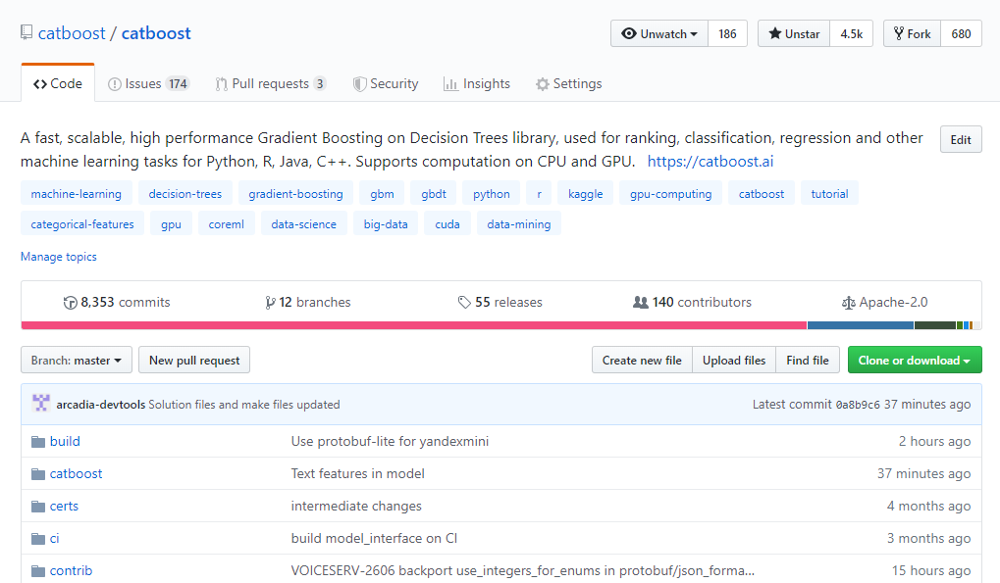 catboost / catboost Unwatch 186 Unstar 4.5k Fork 680
Code Issues 174 Pull requests 3 Security Insights Settings
A fast, scalable, high performance Gradient Boosting on Decision Trees library, used for ranking, classification, regression and other Edit
machine learning tasks for Python, R, Java, C++. Supports computation on CPU and GPU. https://catboost.ai
machine-learning decision-trees gradient-boosting gbm gbdt python r kaggle gpu-computing catboost tutorial
categorical-features gpu coreml data-science big-data cuda data-mining
Manage topics
8,353 commits 12 branches 55 releases 140 contributors Apache-2.0
Branch: master New pull request Create new file Upload files Find file Clone or download
arcadia-devtools Solution files and make files updated Latest commit 0a8b9c6 37 minutes ago
build Use protobuf-lite for yandexmini 2 hours ago
catboost Text features in model 37 minutes ago
certs intermediate changes 4 months ago
ci build model_interface on CI 3 months ago
contrib VOICESERV-2606 backport use_integers_for_enums in protobuf/json_forma... 15 hours ago